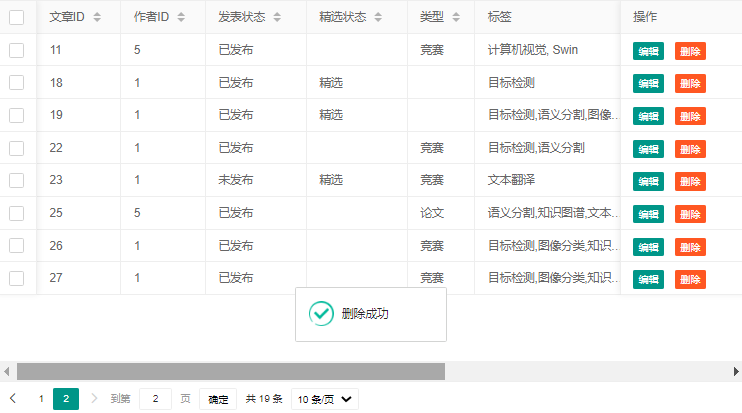 文章ID 作者ID 发表状态 精选状态 类型 标签 操作
11 5 已发布 竞赛 计算机视觉, Swin 编辑 删除
18 1 已发布 精选 目标检测 编辑 删除
19 1 已发布 精选 目标检测,语义分割,图像... 编辑 删除
22 1 已发布 竞赛 目标检测,语义分割 编辑 删除
23 1 未发布 精选 竞赛 文本翻译 编辑 删除
25 5 已发布 论文 语义分割,知识图谱,文本... 编辑 删除
26 1 已发布 竞赛 目标检测,图像分类,知识... 编辑 删除
27 1 已发布 竞赛 目标检测,图像分类,知识... 编辑 删除
删除成功
1 2 到第 2 页 确定 共 19 条 10 条/页